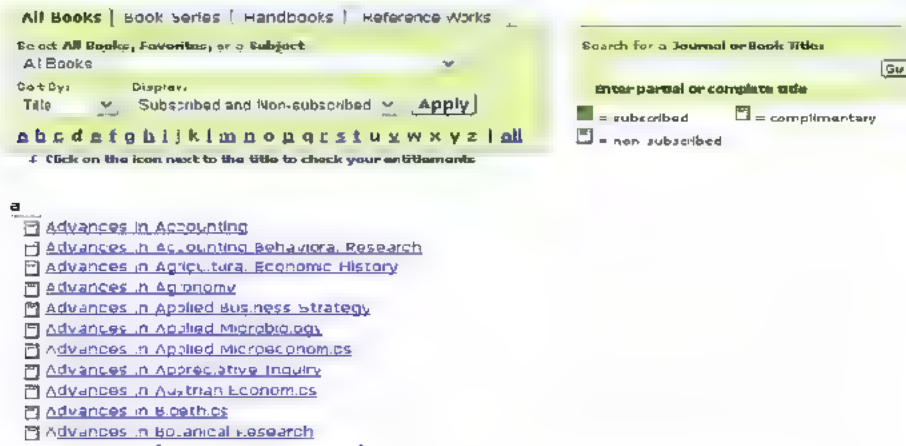 All Books | Book Series | Handbooks | Reference Works
Select All Books, Favorites, or a Subject
All Books
Sort By: Display:
Title Subscribed and Non-subscribed Apply
a b c d e f g h i j k l m n o p q r s t u v w x y z | all
Click on the icon next to the title to check your entitlements
Search for a Journal or Book Title:
Go
Enter partial or complete title
= subscribed = complimentary
= non-subscribed
a
Advances in Accounting
Advances in Accounting Behavioral Research
Advances in Agricultural Economic History
Advances in Agronomy
Advances in Applied Business Strategy
Advances in Applied Microbiology
Advances in Applied Microeconomics
Advances in Appreciative Inquiry
Advances in Austrian Economics
Advances in Bioethics
Advances in Botanical Research